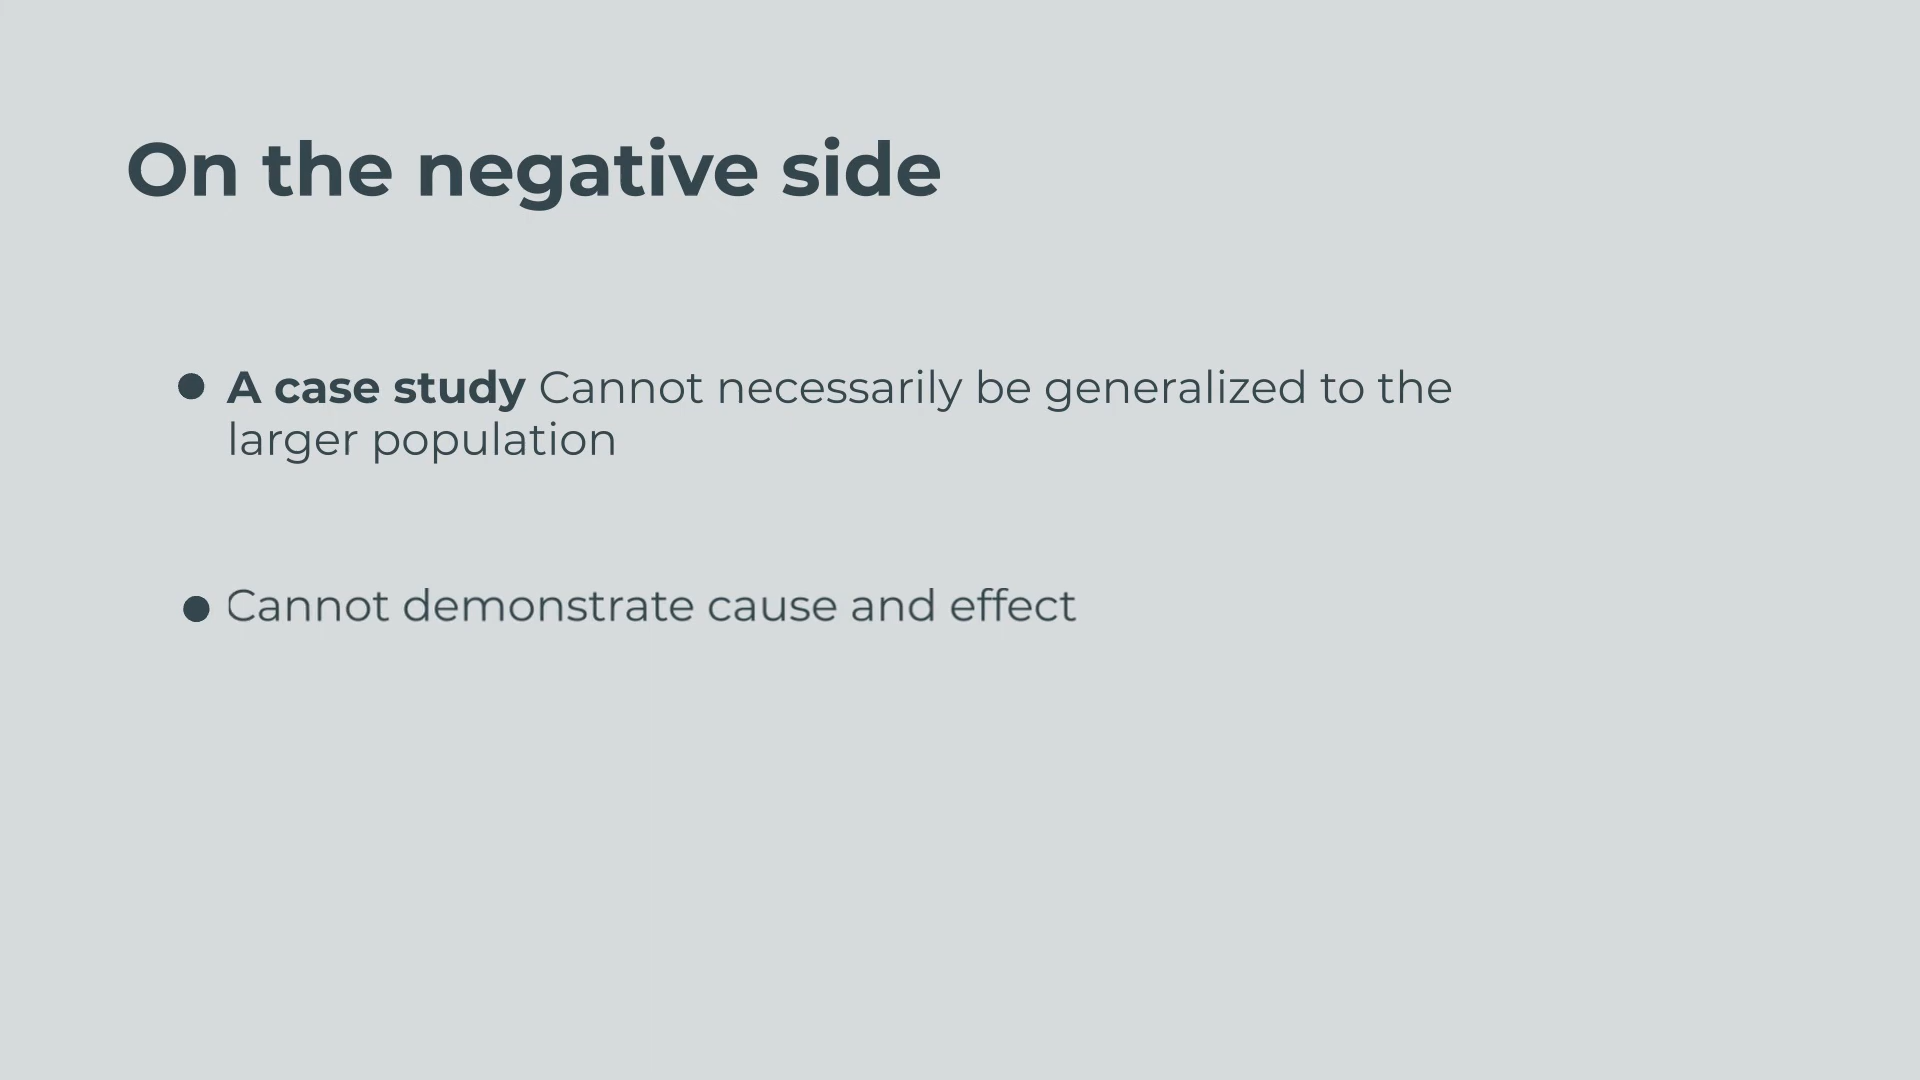 On the negative side
● A case study Cannot necessarily be generalized to the
larger population
● Cannot demonstrate cause and effect